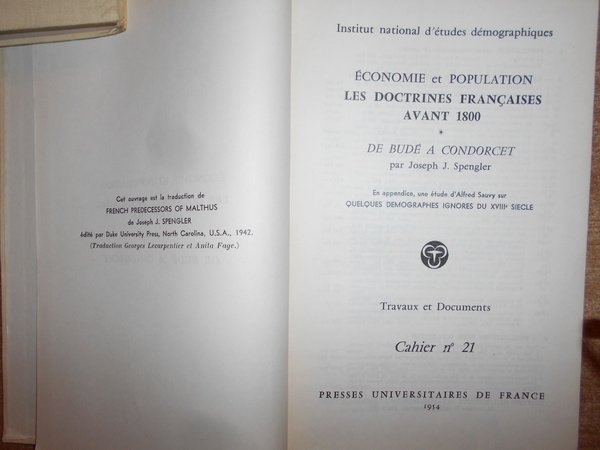 Cet ouvrage est la traduction de
FRENCH PREDECESSORS OF MALTHUS
de Joseph J. SPENGLER
édité par Duke University Press, North Carolina, U.S.A., 1942.
(Traduction Georges Lecarpentier et Anita Fage.)
Institut national d'études démographiques
ÉCONOMIE et POPULATION
LES DOCTRINES FRANÇAISES
AVANT 1800
*
DE BUDÉ A CONDORCET
par Joseph J. Spengler
En appendice, une étude d'Alfred Sauvy sur
QUELQUES DEMOGRAPHES IGNORES DU XVIIIe SIECLE
Travaux et Documents
Cahier n° 21
PRESSES UNIVERSITAIRES DE FRANCE
1954